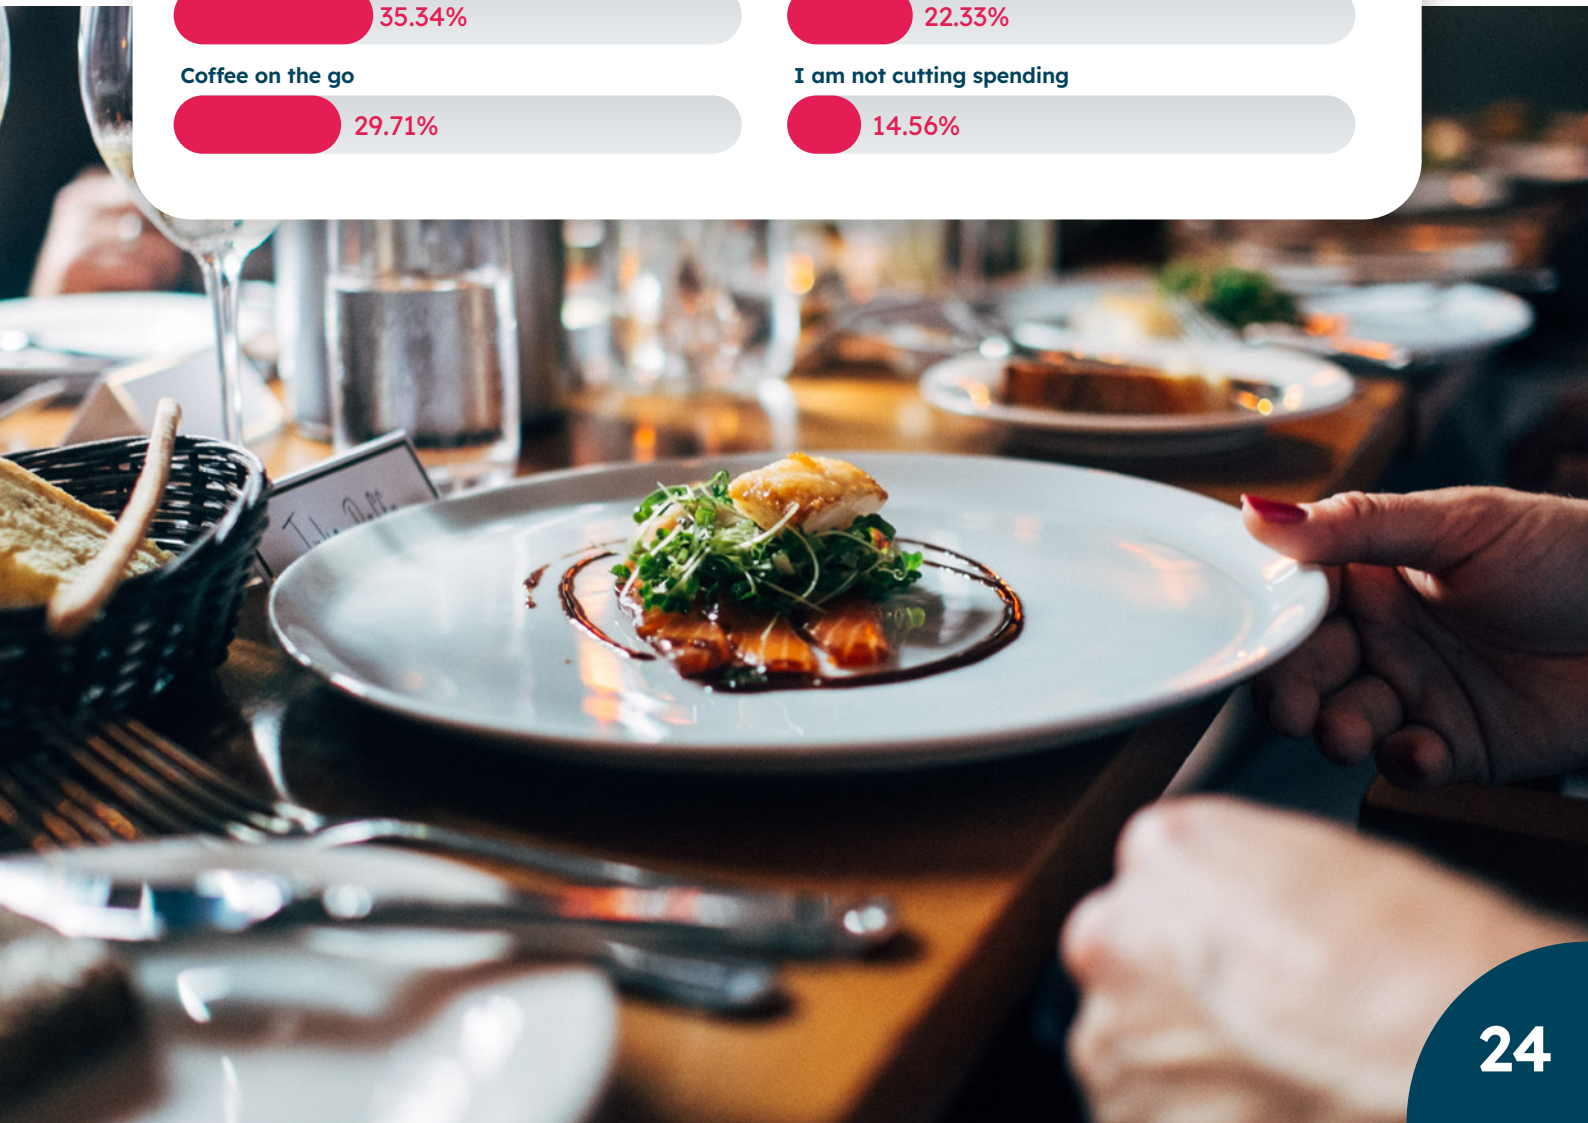 35.34%
22.33%
Coffee on the go
I am not cutting spending
29.71%
14.56%
24